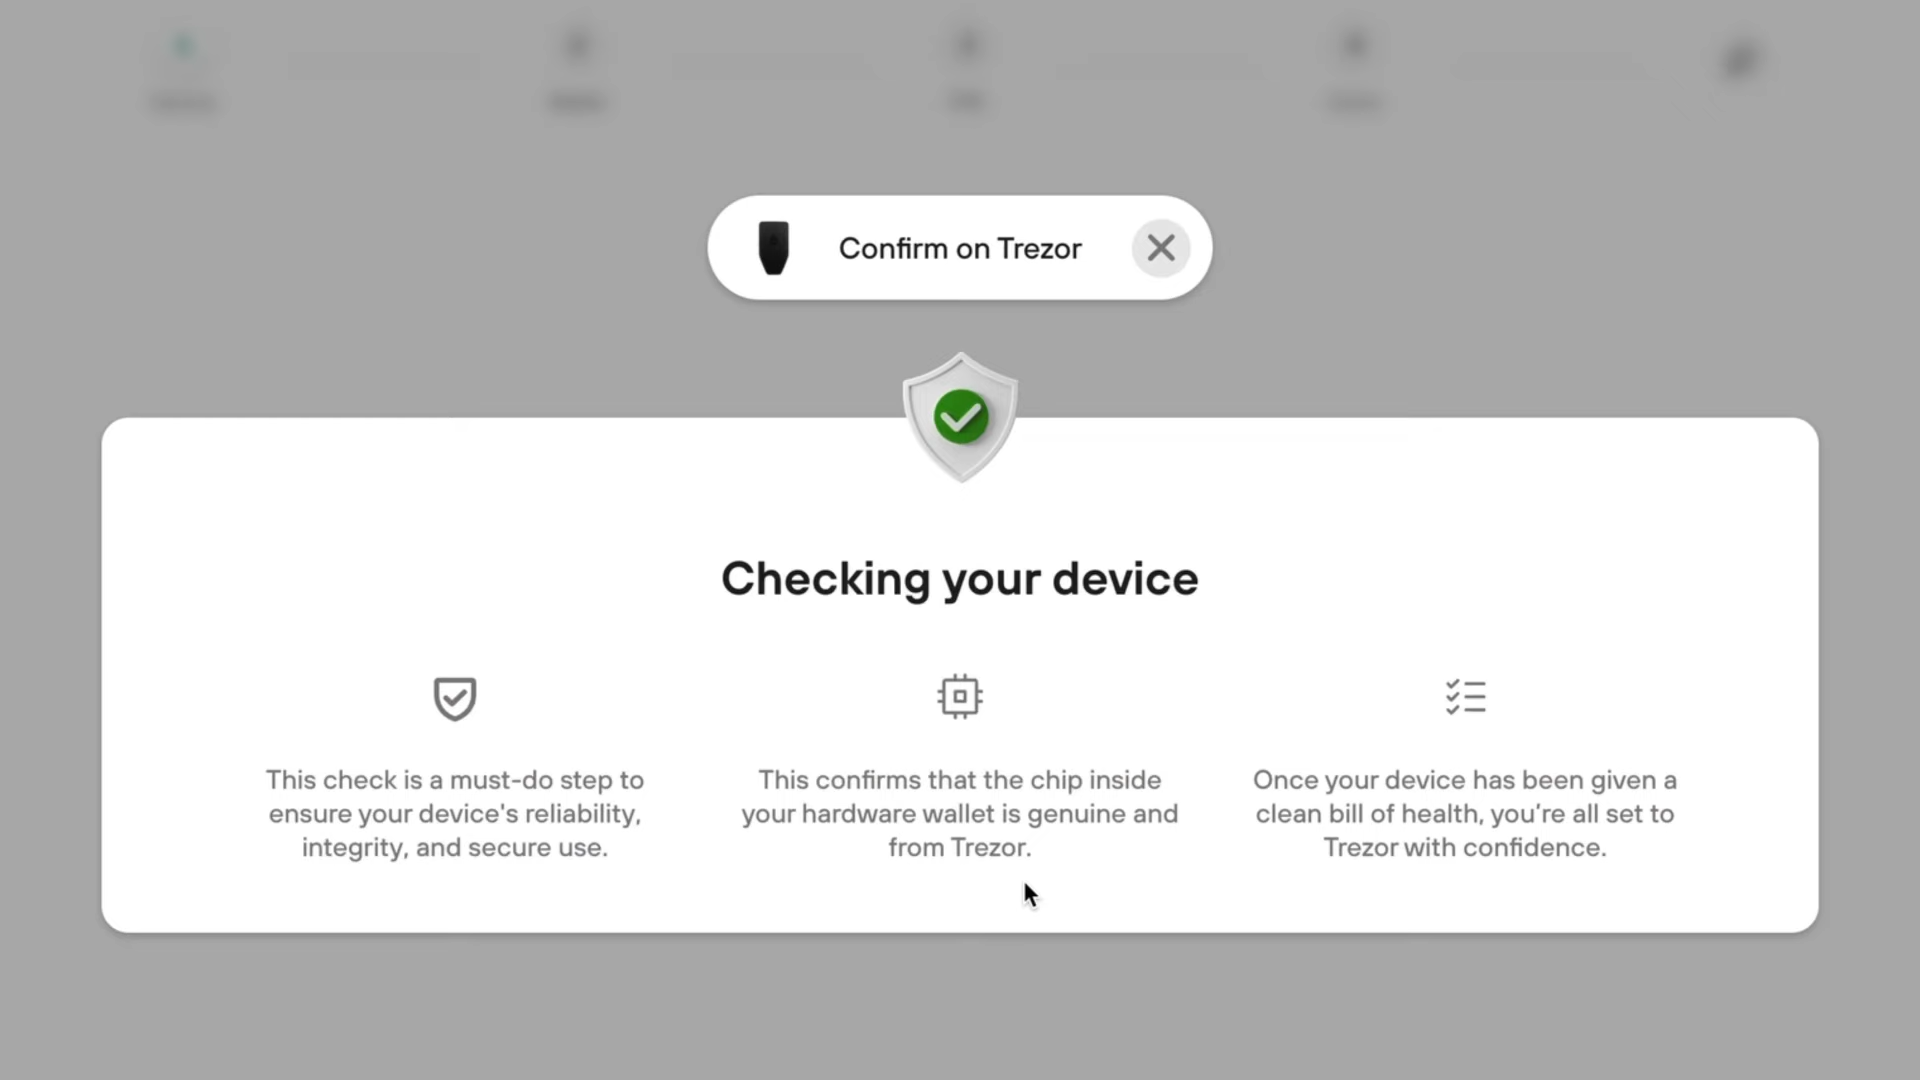 Confirm on Trezor
Checking your device
This check is a must-do step to
ensure your device's reliability,
integrity, and secure use.
This confirms that the chip inside
your hardware wallet is genuine and
from Trezor.
Once your device has been given a
clean bill of health, you're all set to
Trezor with confidence.